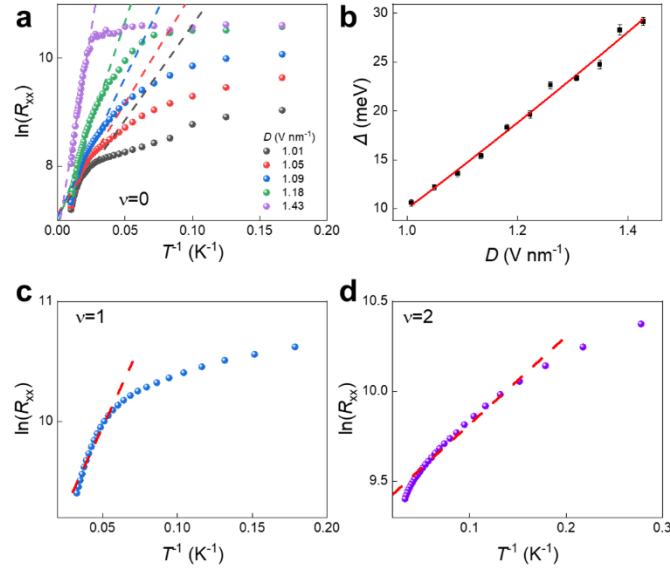 a
ln(Rxx)
10
9
8
0.00 0.05 0.10 0.15 0.20
T-1 (K-1)
ν=0
D (V nm-1)
1.01
1.05
1.09
1.18
1.43
b
Δ (meV)
30
25
20
15
10
1.0 1.2 1.4
D (V nm-1)
c
ν=1
ln(Rxx)
11
10
0.05 0.10 0.15 0.20
T-1 (K-1)
d
ν=2
ln(Rxx)
10.5
10.0
9.5
0.1 0.2 0.3
T-1 (K-1)